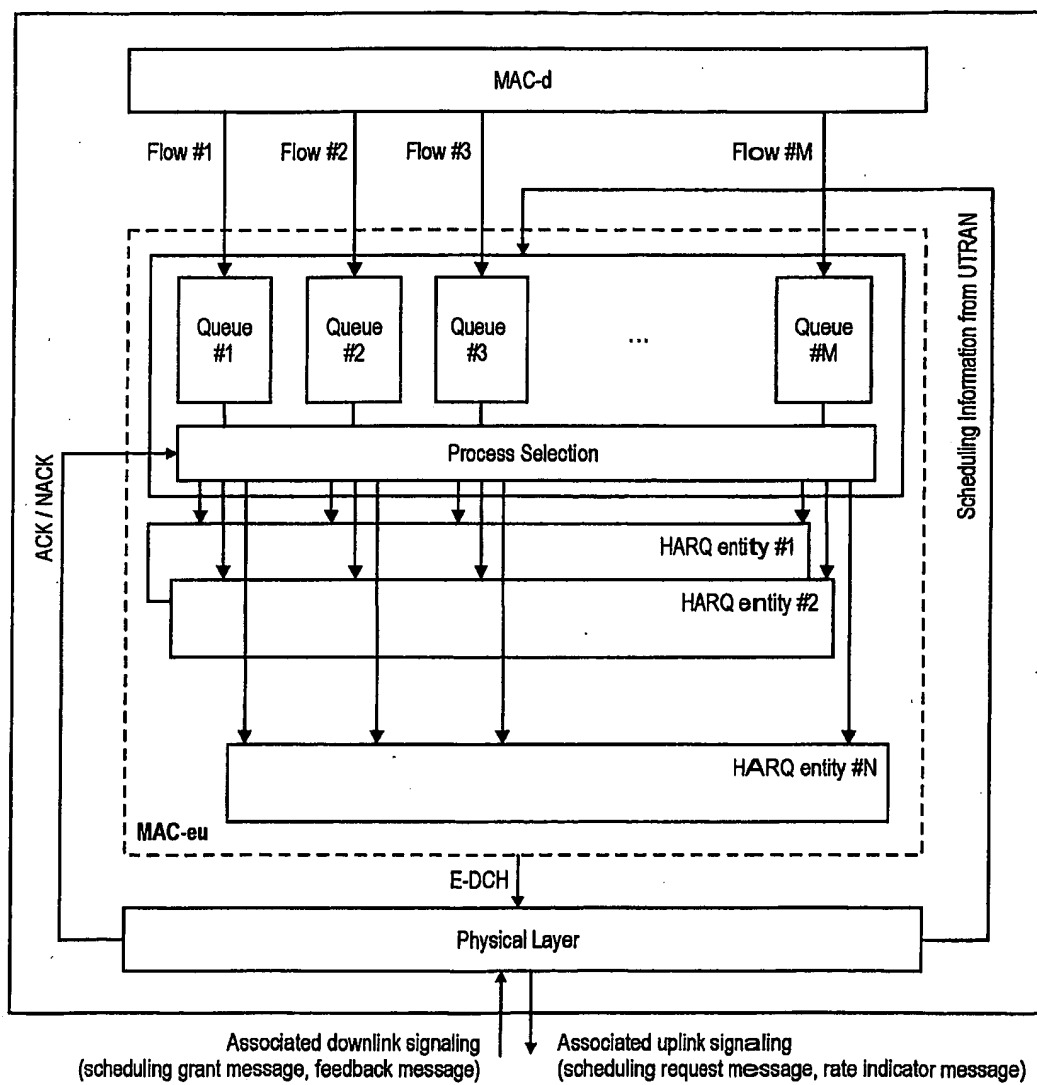 MAC-d
Flow #1
Flow #2
Flow #3
Flow #M
Queue
#1
Queue
#2
Queue
#3
...
Queue
#M
Process Selection
ACK / NACK
Scheduling Information from UTRAN
HARQ entity #1
HARQ entity #2
HARQ entity #N
MAC-eu
E-DCH
Physical Layer
Associated downlink signaling
(scheduling grant message, feedback message)
Associated uplink signaling
(scheduling request message, rate indicator message)